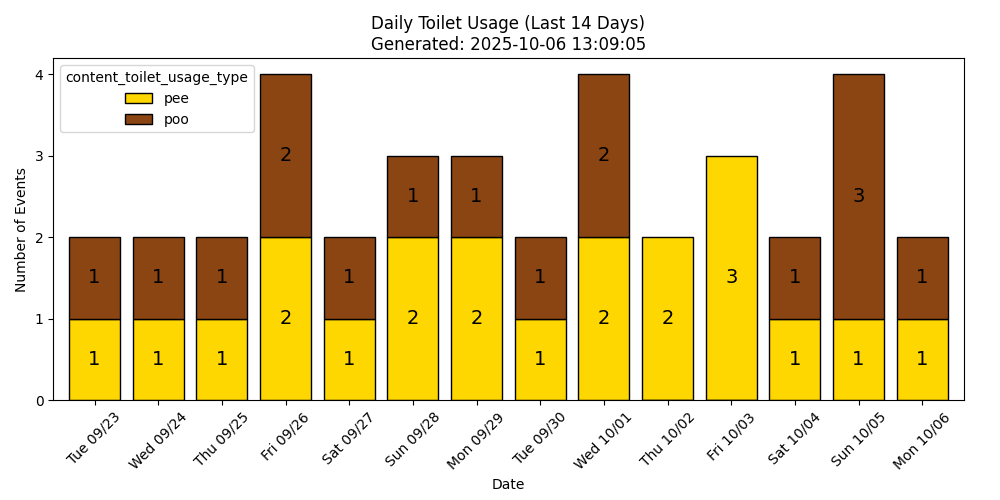 Daily Toilet Usage (Last 14 Days)
Generated: 2025-10-06 13:09:05
content_toilet_usage_type
pee
poo
Number of Events
4
3
2
1
0
2 2 3
1 1 2
1 1 1 1 1 1 1
3
2 2 2 2 2
1 1 1 1 1 1 1 1
Tue 09/23
Wed 09/24
Thu 09/25
Fri 09/26
Sat 09/27
Sun 09/28
Mon 09/29
Tue 09/30
Wed 10/01
Thu 10/02
Fri 10/03
Sat 10/04
Sun 10/05
Mon 10/06
Date